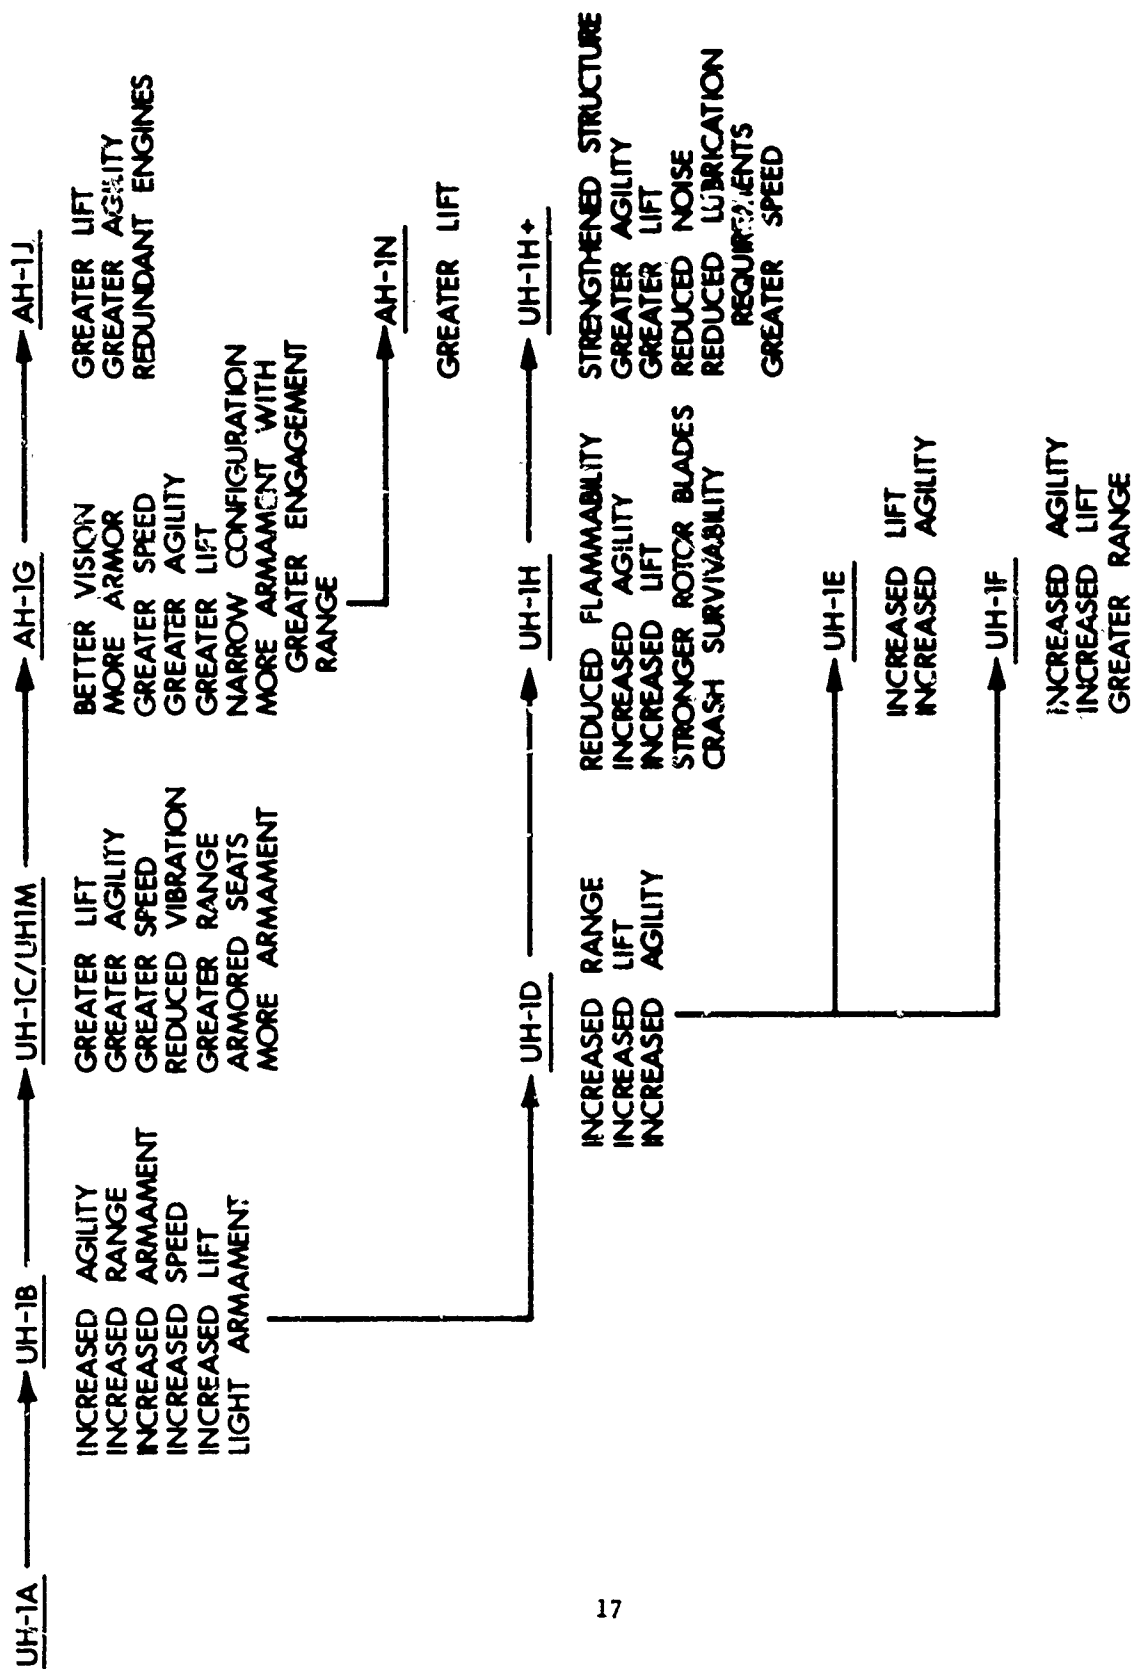 UH-1A
UH-1B
INCREASED AGILITY
INCREASED RANGE
INCREASED ARMAMENT
INCREASED SPEED
INCREASED LIFT
LIGHT ARMAMENT
UH-1C/UH1M
GREATER LIFT
GREATER AGILITY
GREATER SPEED
REDUCED VIBRATION
GREATER RANGE
ARMORED SEATS
MORE ARMAMENT
AH-1G
BETTER VISION
MORE ARMOR
GREATER SPEED
GREATER AGILITY
GREATER LIFT
NARROW CONFIGURATION
MORE ARMAMENT WITH
GREATER ENGAGEMENT
RANGE
AH-1J
GREATER LIFT
GREATER AGILITY
REDUNDANT ENGINES
AH-1N
GREATER LIFT
UH-1D
INCREASED RANGE
INCREASED LIFT
INCREASED AGILITY
UH-1H
REDUCED FLAMMABILITY
INCREASED AGILITY
INCREASED LIFT
STRONGER ROTOR BLADES
CRASH SURVIVABILITY
UH-1H+
STRENGTHENED STRUCTURE
GREATER AGILITY
GREATER LIFT
REDUCED NOISE
REDUCED LUBRICATION
REQUIREMENTS
GREATER SPEED
UH-1E
INCREASED LIFT
INCREASED AGILITY
UH-1F
INCREASED AGILITY
INCREASED LIFT
GREATER RANGE
17